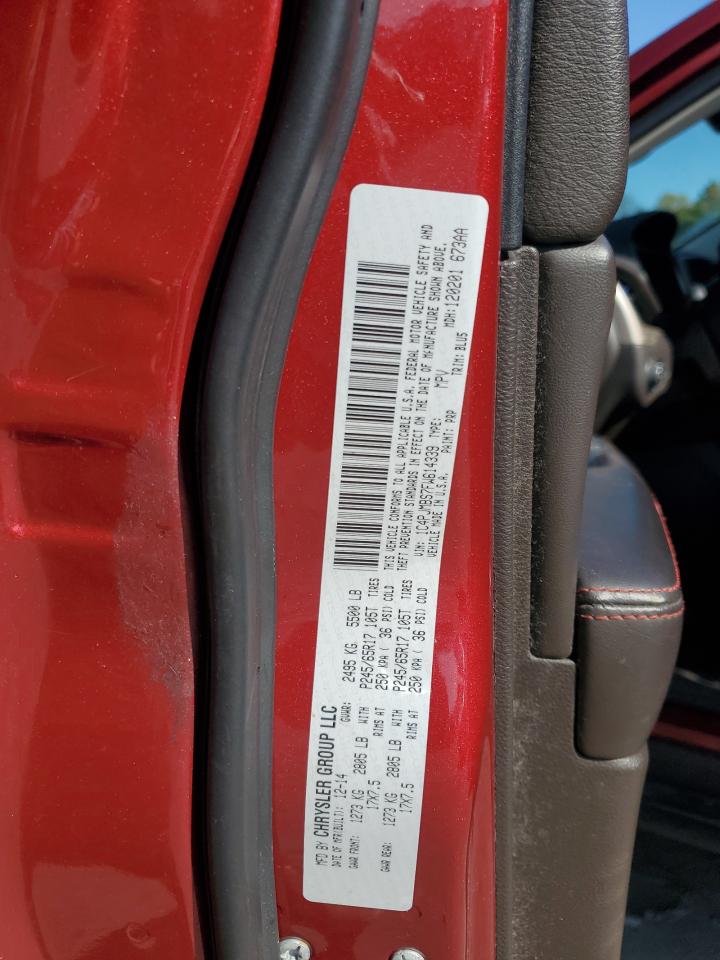 MFD BY CHRYSLER GROUP LLC
DATE OF MFR(BUILT): 12-14 GVWR: 2495 KG 5500 LB
GAWR FRONT: 1273 KG 2805 LB WITH P245/65R17 105T TIRES
17X7.5 RIMS AT 250 KPA ( 36 PSI) COLD
GAWR REAR: 1273 KG 2805 LB WITH P245/65R17 105T TIRES
17X7.5 RIMS AT 250 KPA ( 36 PSI) COLD
THIS VEHICLE CONFORMS TO ALL APPLICABLE U.S.A. FEDERAL MOTOR VEHICLE SAFETY AND
THEFT PREVENTION STANDARDS IN EFFECT ON THE DATE OF MANUFACTURE SHOWN ABOVE.
VIN: 1C4PJMBS7FW614339 TYPE: MPV MDH: 120201 673AA
VEHICLE MADE IN U.S.A. PAINT: PRP TRIM: BLU5